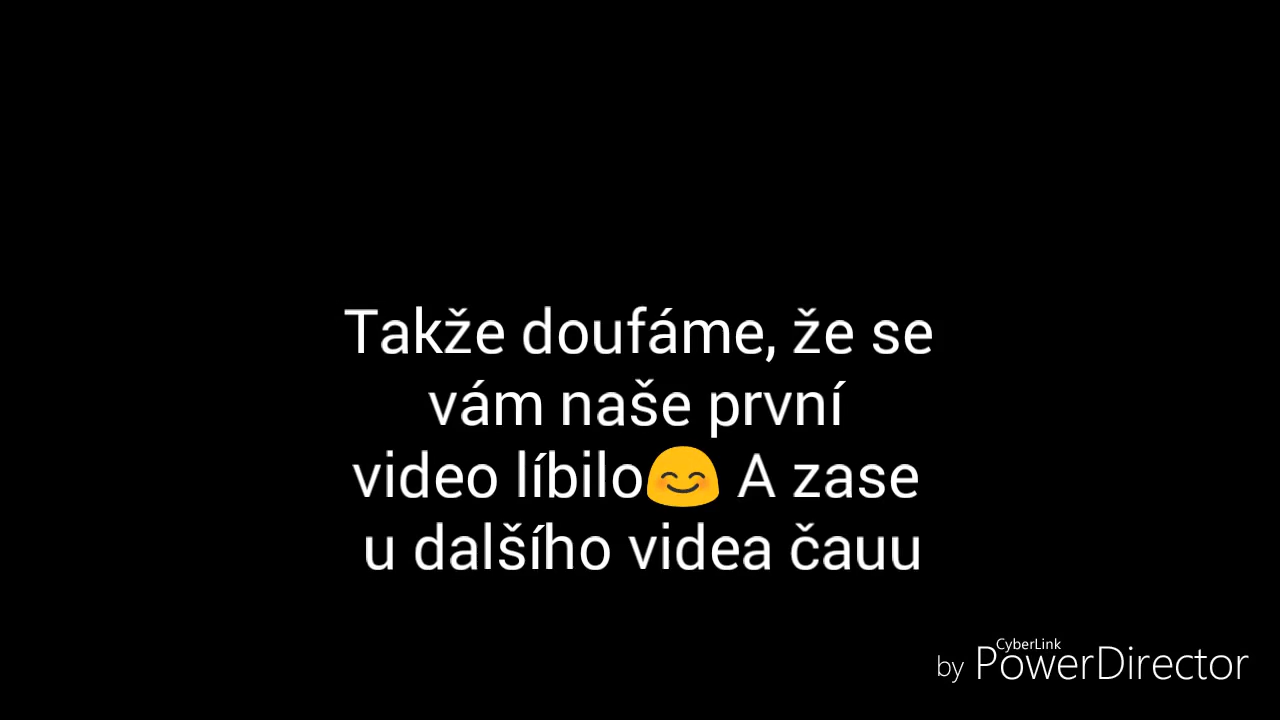 Takže doufáme, že se
vám naše první
video líbilo😊 A zase
u dalšího videa čauu
CyberLink
by PowerDirector